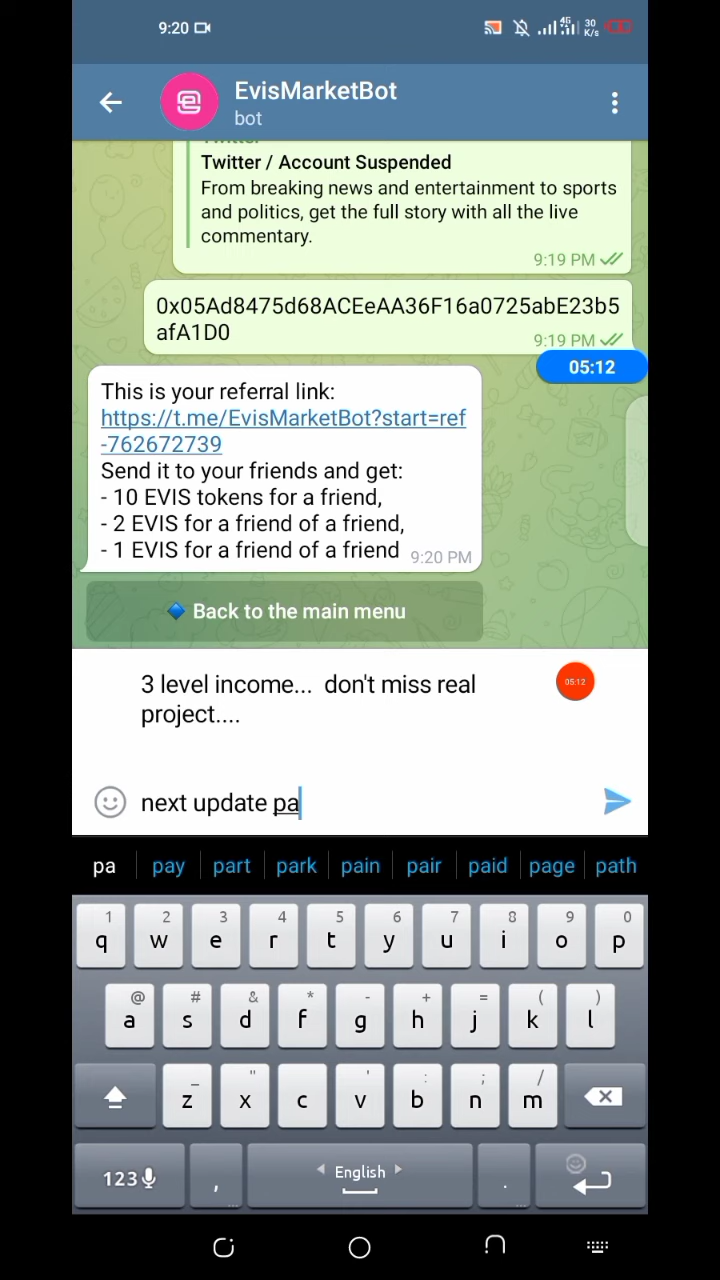 9:20
4G
30
K/s
EvisMarketBot
bot
Twitter / Account Suspended
From breaking news and entertainment to sports
and politics, get the full story with all the live
commentary.
9:19 PM
0x05Ad8475d68ACEeAA36F16a0725abE23b5
afA1D0
9:19 PM
05:12
This is your referral link:
https://t.me/EvisMarketBot?start=ref
-762672739
Send it to your friends and get:
- 10 EVIS tokens for a friend,
- 2 EVIS for a friend of a friend,
- 1 EVIS for a friend of a friend
9:20 PM
Back to the main menu
3 level income... don't miss real
project....
05:12
next update pa
pa pay part park pain pair paid page path
1 2 3 4 5 6 7 8 9 0
q w e r t y u i o p
@ # & * - + = ( )
a s d f g h j k l
_ " ' : ; /
z x c v b n m
123 , English .